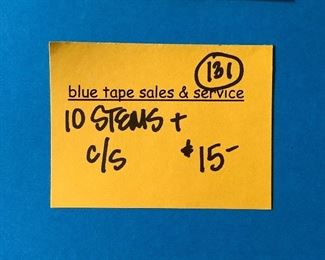 131
blue tape sales & service
10 STEMS +
c/s $15-